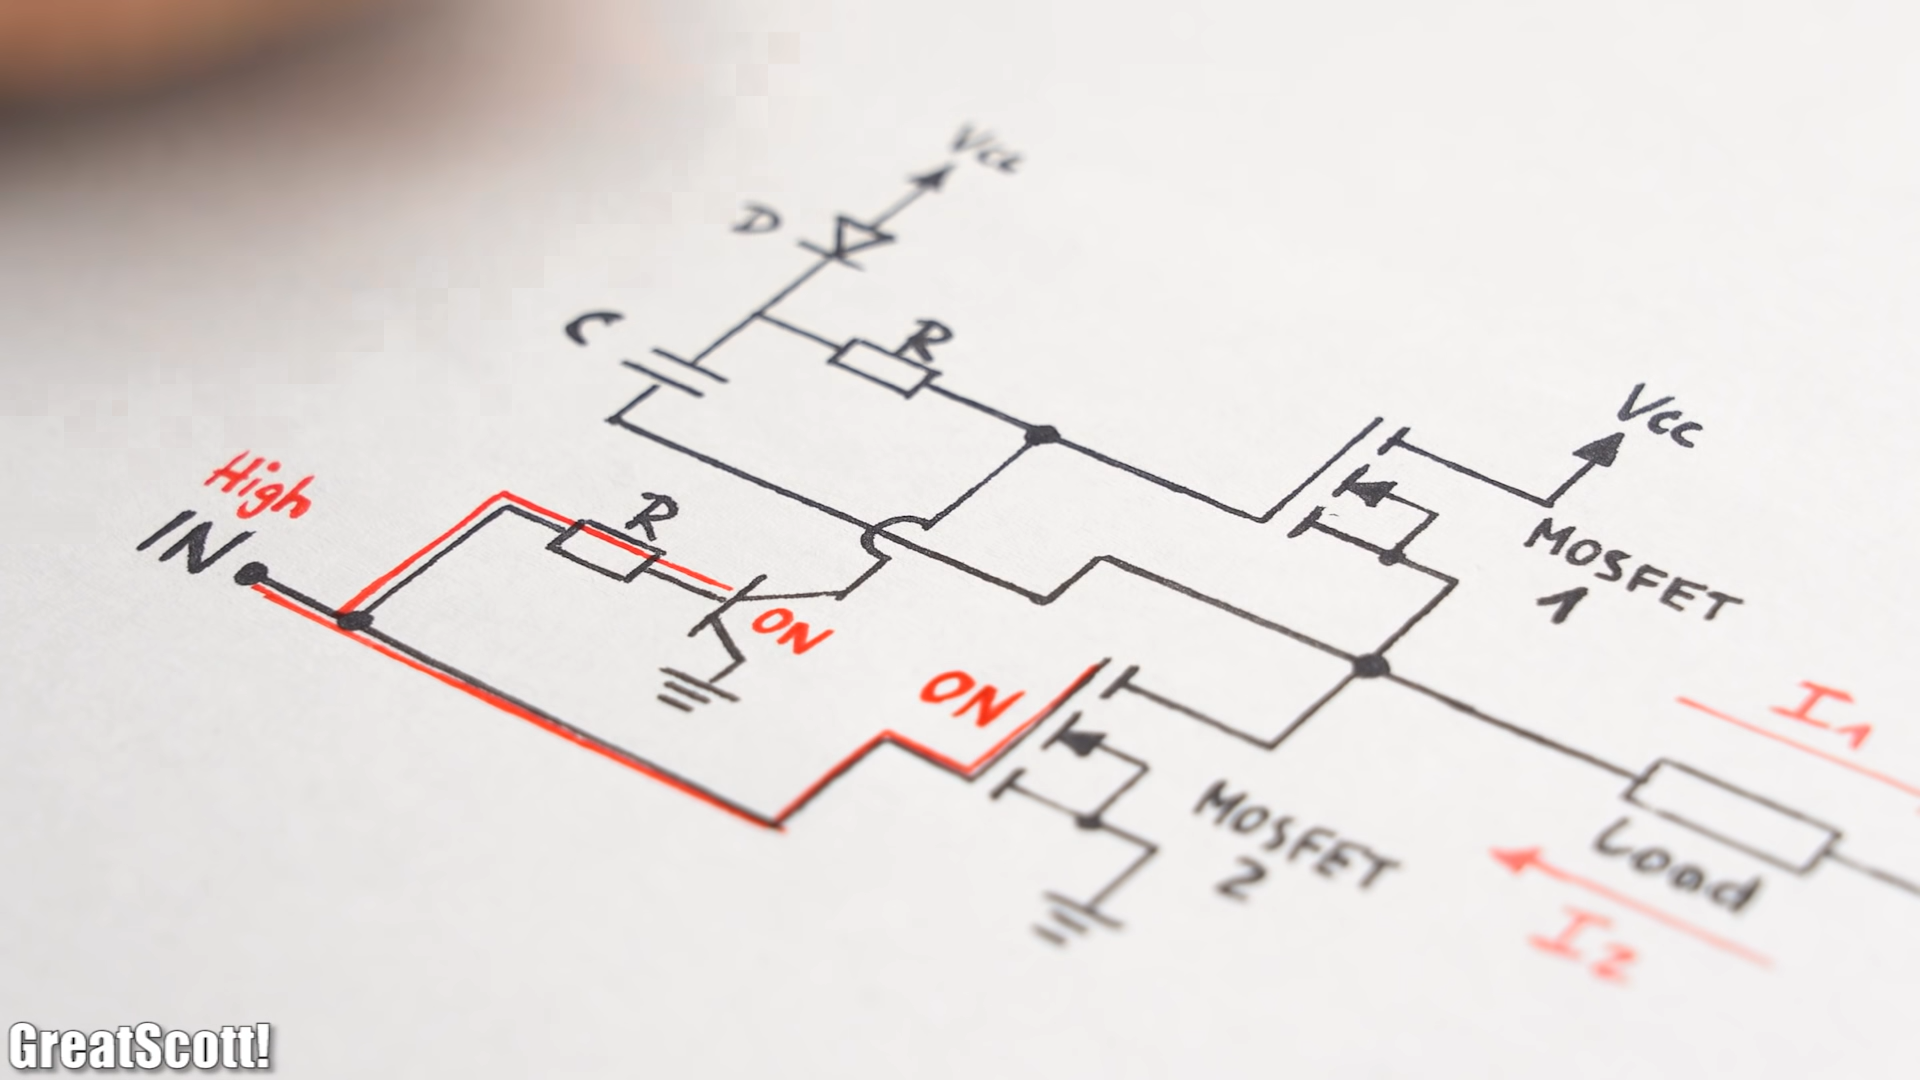 Vcc
D
C
R
Vcc
High
IN
R
ON
MOSFET
1
ON
I1
MOSFET
2
Load
I2
GreatScott!